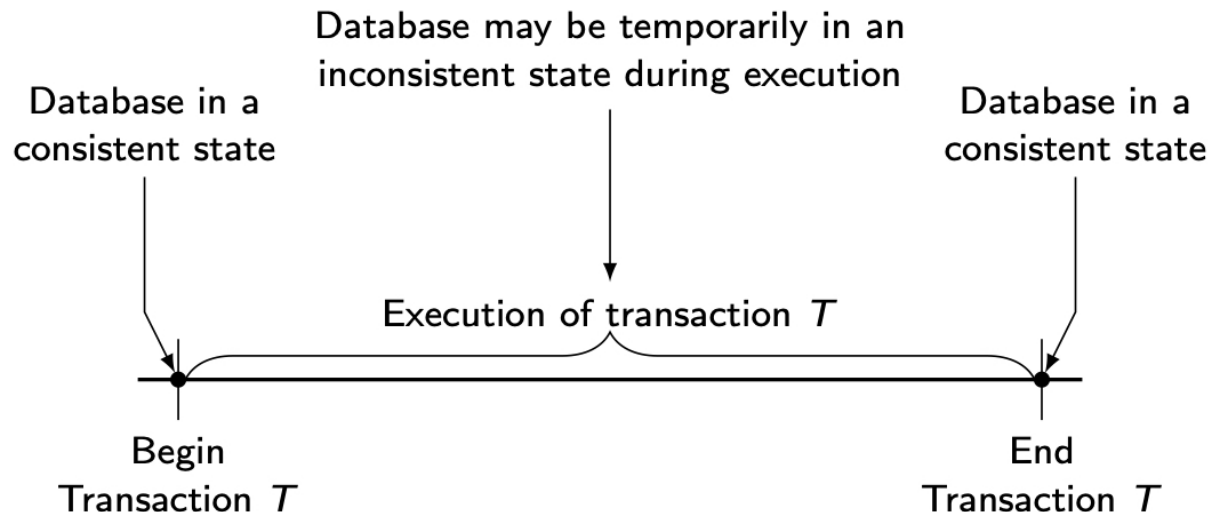 Database may be temporarily in an
inconsistent state during execution
Database in a
consistent state
Database in a
consistent state
Execution of transaction T
Begin
Transaction T
End
Transaction T